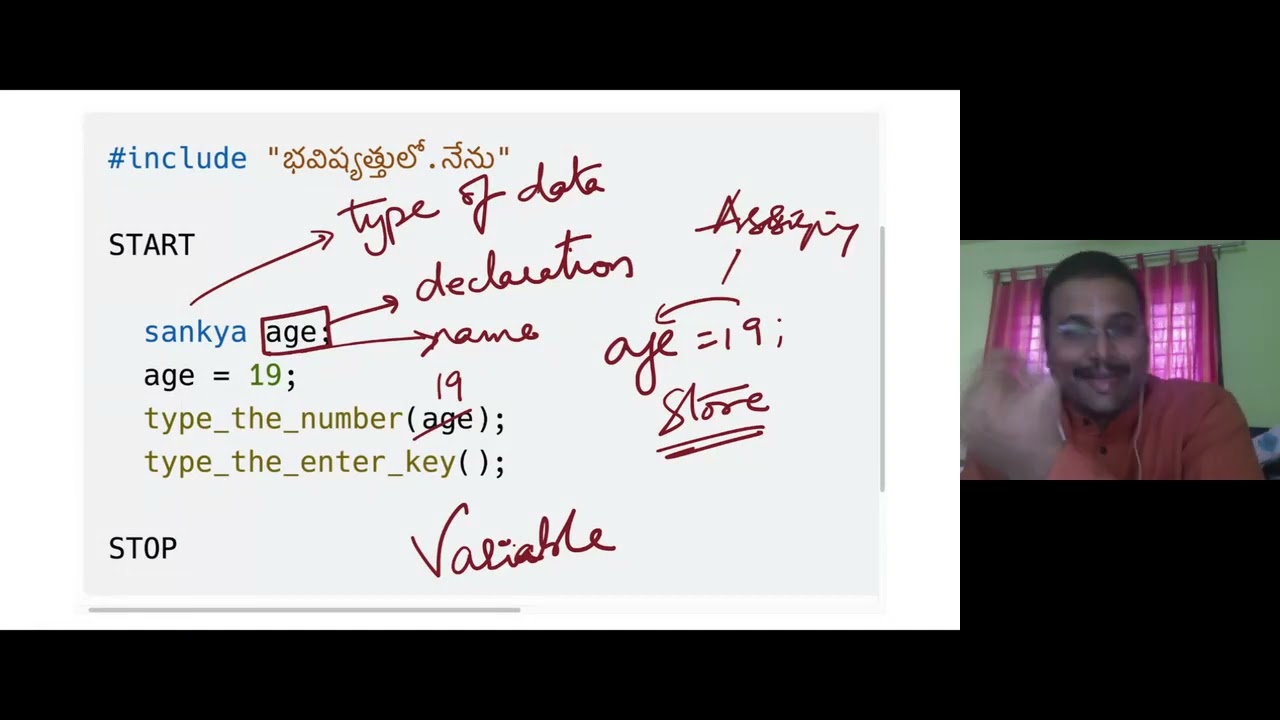 #include "భవిష్యత్తులో.నేను"
type of data
Assigning
START
declaration
sankya age;
name
age = 19;
age = 19;
19
Store
type_the_number(age);
type_the_enter_key();
Variable
STOP